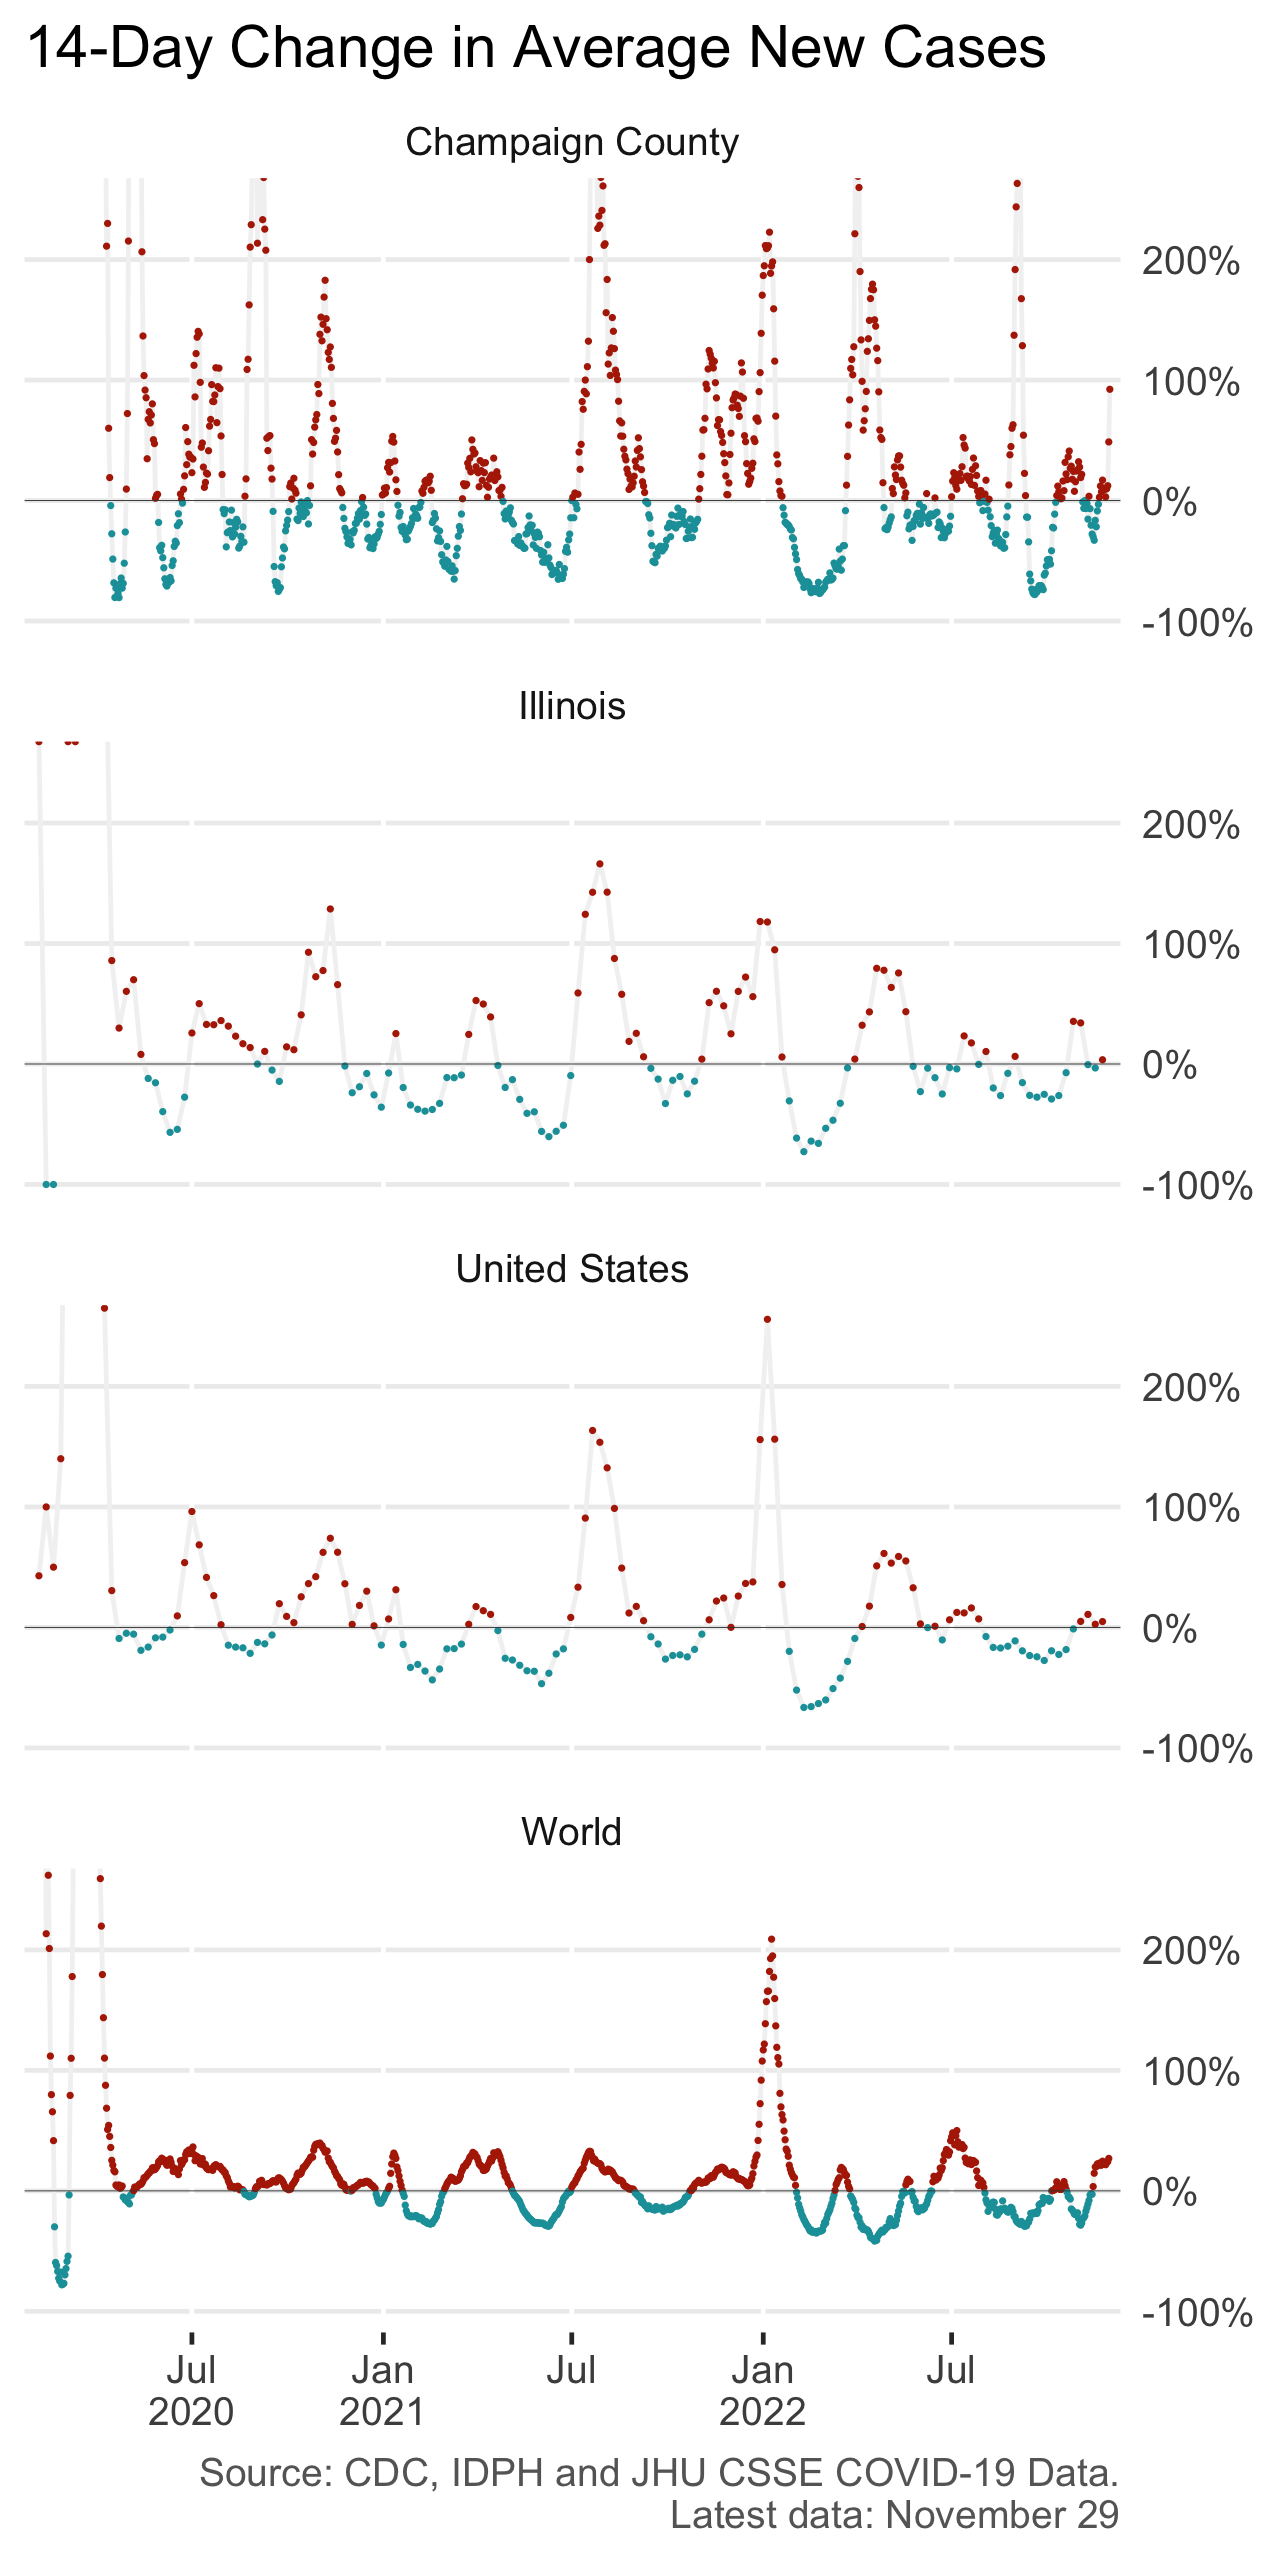 14-Day Change in Average New Cases
Champaign County
200%
100%
0%
-100%
Illinois
200%
100%
0%
-100%
United States
200%
100%
0%
-100%
World
200%
100%
0%
-100%
Jul Jan Jul Jan Jul
2020 2021 2022
Source: CDC, IDPH and JHU CSSE COVID-19 Data.
Latest data: November 29